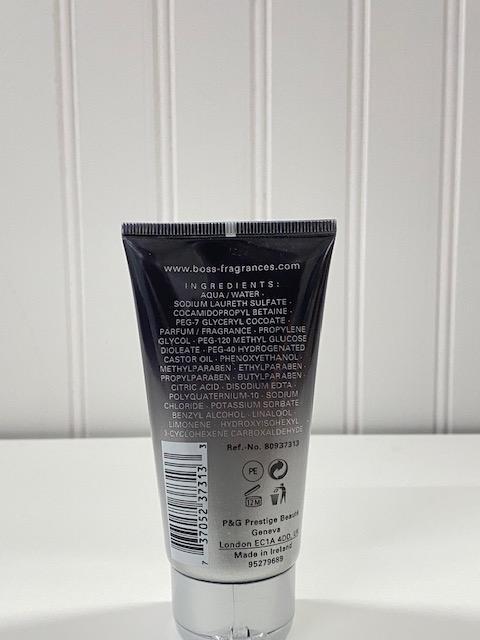 www.boss-fragrances.com
INGREDIENTS:
AQUA / WATER -
SODIUM LAURETH SULFATE -
COCAMIDOPROPYL BETAINE -
PEG-7 GLYCERYL COCOATE -
PARFUM / FRAGRANCE - PROPYLENE
GLYCOL - PEG-120 METHYL GLUCOSE
DIOLEATE - PEG-40 HYDROGENATED
CASTOR OIL - PHENOXYETHANOL -
METHYLPARABEN - ETHYLPARABEN -
PROPYLPARABEN - BUTYLPARABEN -
CITRIC ACID - DISODIUM EDTA -
POLYQUATERNIUM-10 - SODIUM
CHLORIDE - POTASSIUM SORBATE -
BENZYL ALCOHOL - LINALOOL -
LIMONENE - HYDROXYISOHEXYL
3-CYCLOHEXENE CARBOXALDEHYDE
Ref.-No. 80937313
PE
12M
7 37052 37313 3
P&G Prestige Beauté
Geneva
London EC1A 4DD, UK
Made in Ireland
95279689